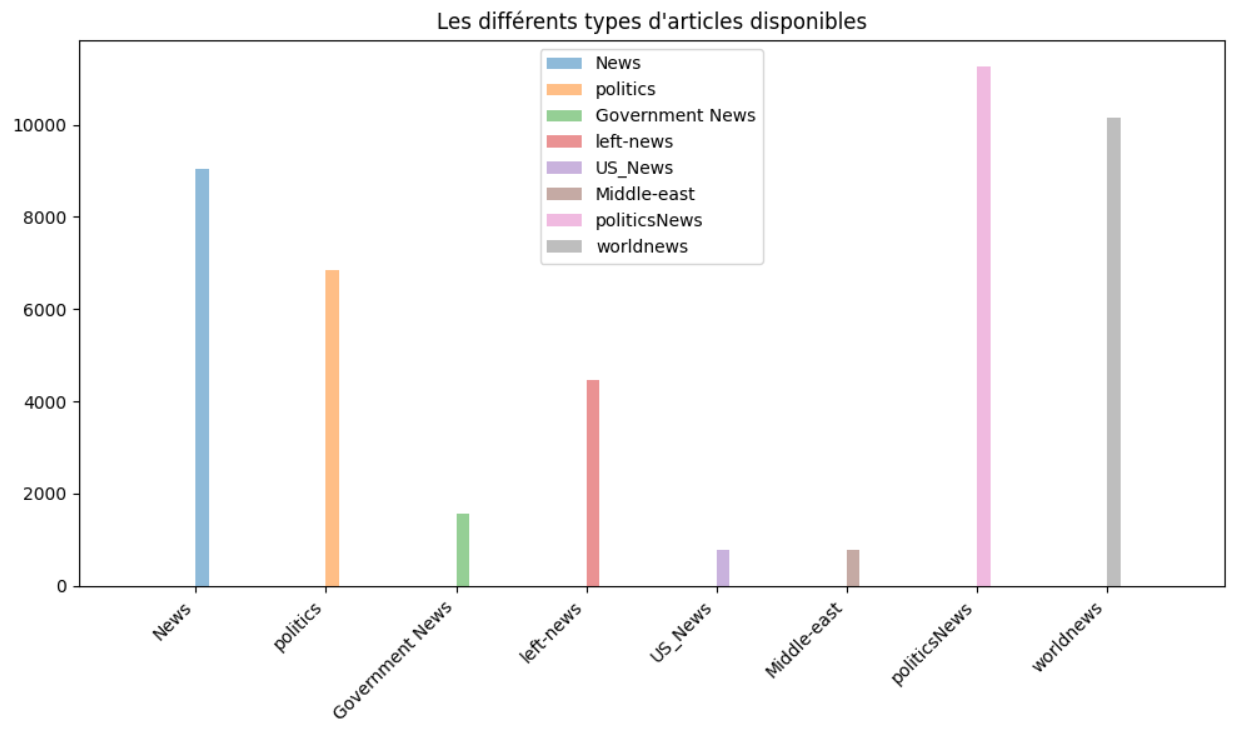 Les différents types d'articles disponibles
News
politics
Government News
left-news
US_News
Middle-east
politicsNews
worldnews
10000
8000
6000
4000
2000
0
News
politics
Government News
left-news
US_News
Middle-east
politicsNews
worldnews